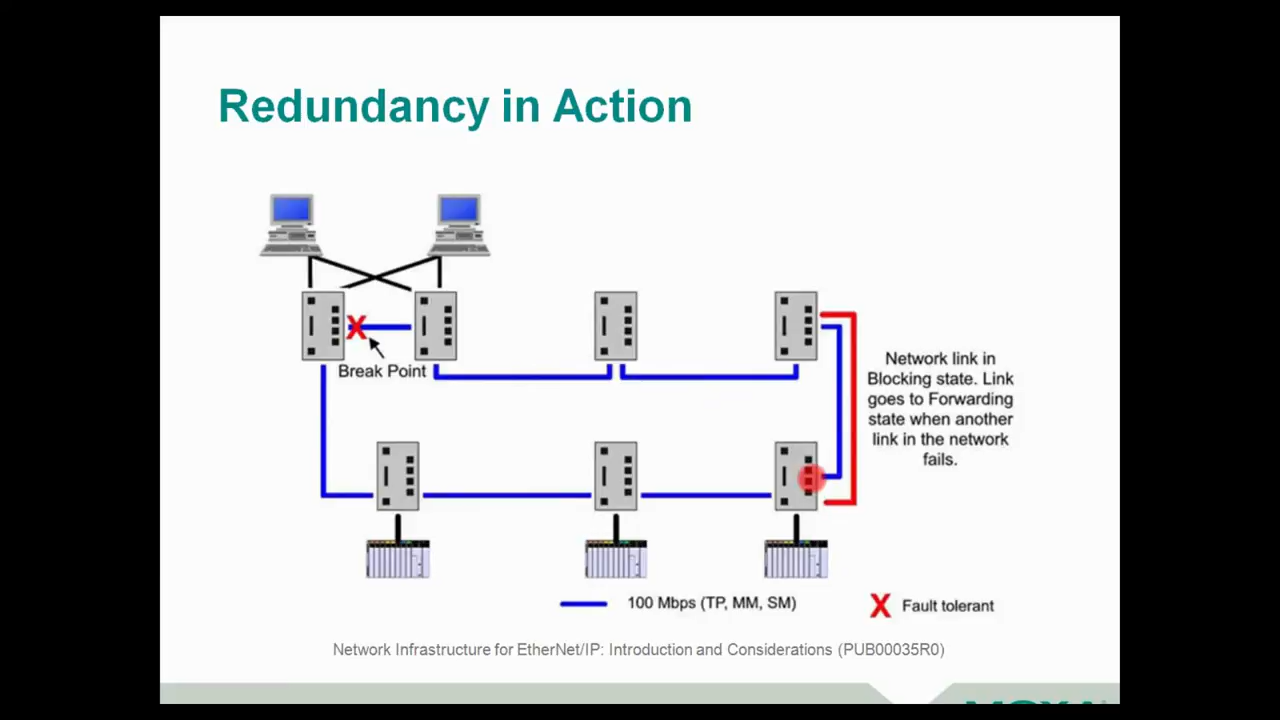 Redundancy in Action
X
Break Point
Network link in
Blocking state. Link
goes to Forwarding
state when another
link in the network
fails.
100 Mbps (TP, MM, SM)
X Fault tolerant
Network Infrastructure for EtherNet/IP: Introduction and Considerations (PUB00035R0)